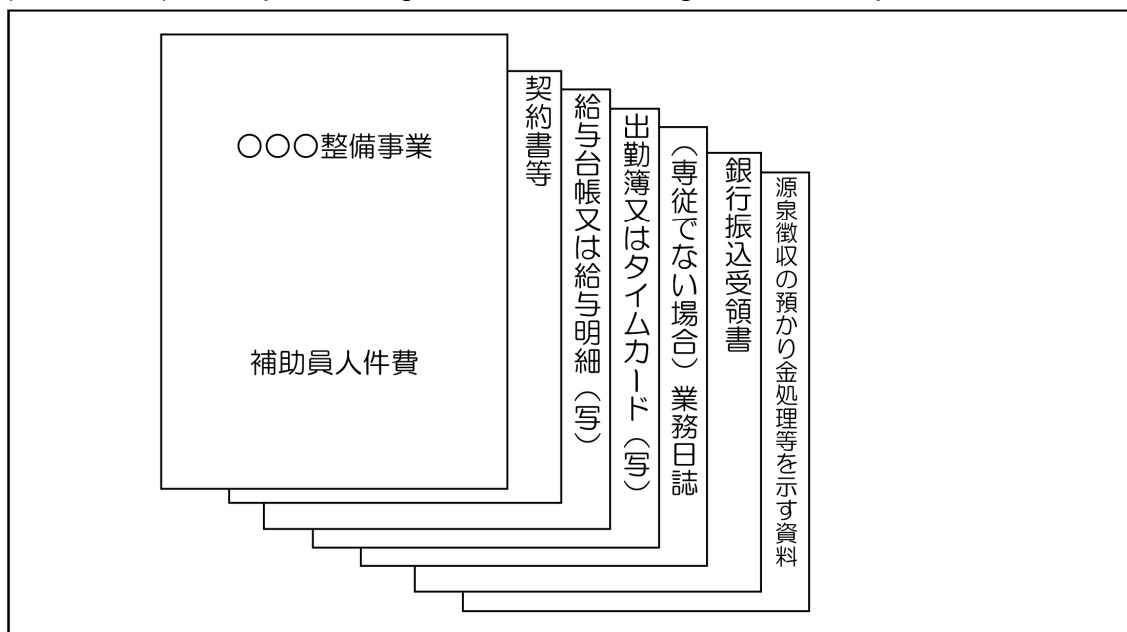 〇〇〇整備事業
補助員人件費
契約書等
給与台帳又は給与明細（写）
出勤簿又はタイムカード（写）
（専従でない場合）業務日誌
銀行振込受領書
源泉徴収の預かり金処理等を示す資料